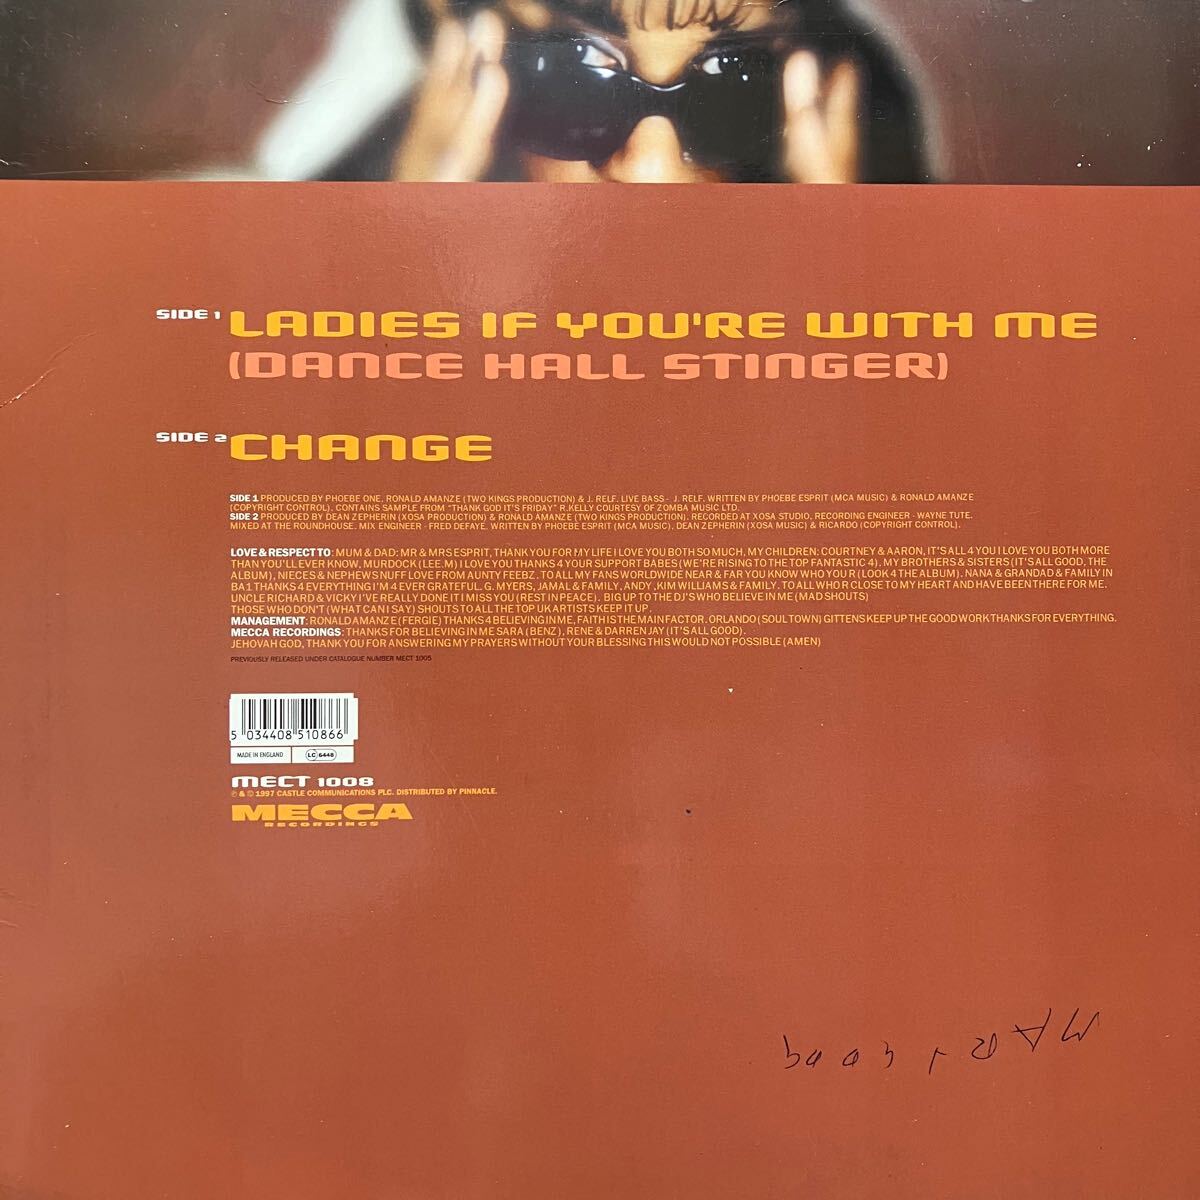 SIDE 1 LADIES IF YOU'RE WITH ME
(DANCE HALL STINGER)
SIDE 2 CHANGE
SIDE 1 PRODUCED BY PHOEBE ONE, RONALD AMANZE (TWO KINGS PRODUCTION) & J. RELF. LIVE BASS - J. RELF. WRITTEN BY PHOEBE ESPRIT (MCA MUSIC) & RONALD AMANZE
(COPYRIGHT CONTROL). CONTAINS SAMPLE FROM "THANK GOD IT'S FRIDAY" R.KELLY COURTESY OF ZOMBA MUSIC LTD.
SIDE 2 PRODUCED BY DEAN ZEPHERIN (XOSA PRODUCTION) & RONALD AMANZE (TWO KINGS PRODUCTION). RECORDED AT XOSA STUDIO, RECORDING ENGINEER - WAYNE TUTE.
MIXED AT THE ROUNDHOUSE. MIX ENGINEER - FRED DEFAYE. WRITTEN BY PHOEBE ESPRIT (MCA MUSIC), DEAN ZEPHERIN (XOSA MUSIC) & RICARDO (COPYRIGHT CONTROL).
LOVE & RESPECT TO: MUM & DAD: MR & MRS ESPRIT, THANK YOU FOR MY LIFE I LOVE YOU BOTH SO MUCH, MY CHILDREN: COURTNEY & AARON, IT'S ALL 4 YOU I LOVE YOU BOTH MORE
THAN YOU'LL EVER KNOW, MURDOCK (LEE.M) I LOVE YOU THANKS 4 YOUR SUPPORT BABES (WE'RE RISING TO THE TOP FANTASTIC 4). MY BROTHERS & SISTERS (IT'S ALL GOOD, THE
ALBUM), NIECES & NEPHEWS NUFF LOVE FROM AUNTY FEEBZ. TO ALL MY FANS WORLDWIDE NEAR & FAR YOU KNOW WHO YOU R (LOOK 4 THE ALBUM). NANA & GRANDAD & FAMILY IN
BA 1 THANKS 4 EVERYTHING I'M 4 EVER GRATEFUL. G. MYERS, JAMAL & FAMILY, ANDY, KIM WILLIAMS & FAMILY. TO ALL WHO R CLOSE TO MY HEART AND HAVE BEEN THERE FOR ME.
UNCLE RICHARD & VICKY I'VE REALLY DONE IT I MISS YOU (REST IN PEACE). BIG UP TO THE DJ'S WHO BELIEVE IN ME (MAD SHOUTS)
THOSE WHO DON'T (WHAT CAN I SAY) SHOUTS TO ALL THE TOP UK ARTISTS KEEP IT UP.
MANAGEMENT: RONALD AMANZE (FERGIE) THANKS 4 BELIEVING IN ME, FAITH IS THE MAIN FACTOR. ORLANDO (SOUL TOWN) GITTENS KEEP UP THE GOOD WORK THANKS FOR EVERYTHING.
MECCA RECORDINGS: THANKS FOR BELIEVING IN ME SARA (BENZ), RENE & DARREN JAY (IT'S ALL GOOD).
JEHOVAH GOD, THANK YOU FOR ANSWERING MY PRAYERS WITHOUT YOUR BLESSING THIS WOULD NOT POSSIBLE (AMEN)
PREVIOUSLY RELEASED UNDER CATALOGUE NUMBER MECT 1005
5 034408 510866
MADE IN ENGLAND LC 6448
MECT 1008
℗ & © 1997 CASTLE COMMUNICATIONS PLC. DISTRIBUTED BY PINNACLE.
MECCA
RECORDINGS